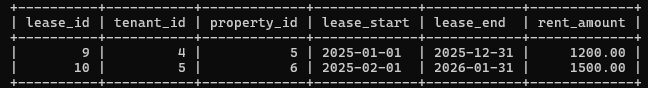 +----------+-----------+-------------+-------------+------------+-------------+
| lease_id | tenant_id | property_id | lease_start | lease_end  | rent_amount |
+----------+-----------+-------------+-------------+------------+-------------+
|        9 |         4 |           5 | 2025-01-01  | 2025-12-31 |     1200.00 |
|       10 |         5 |           6 | 2025-02-01  | 2026-01-31 |     1500.00 |
+----------+-----------+-------------+-------------+------------+-------------+